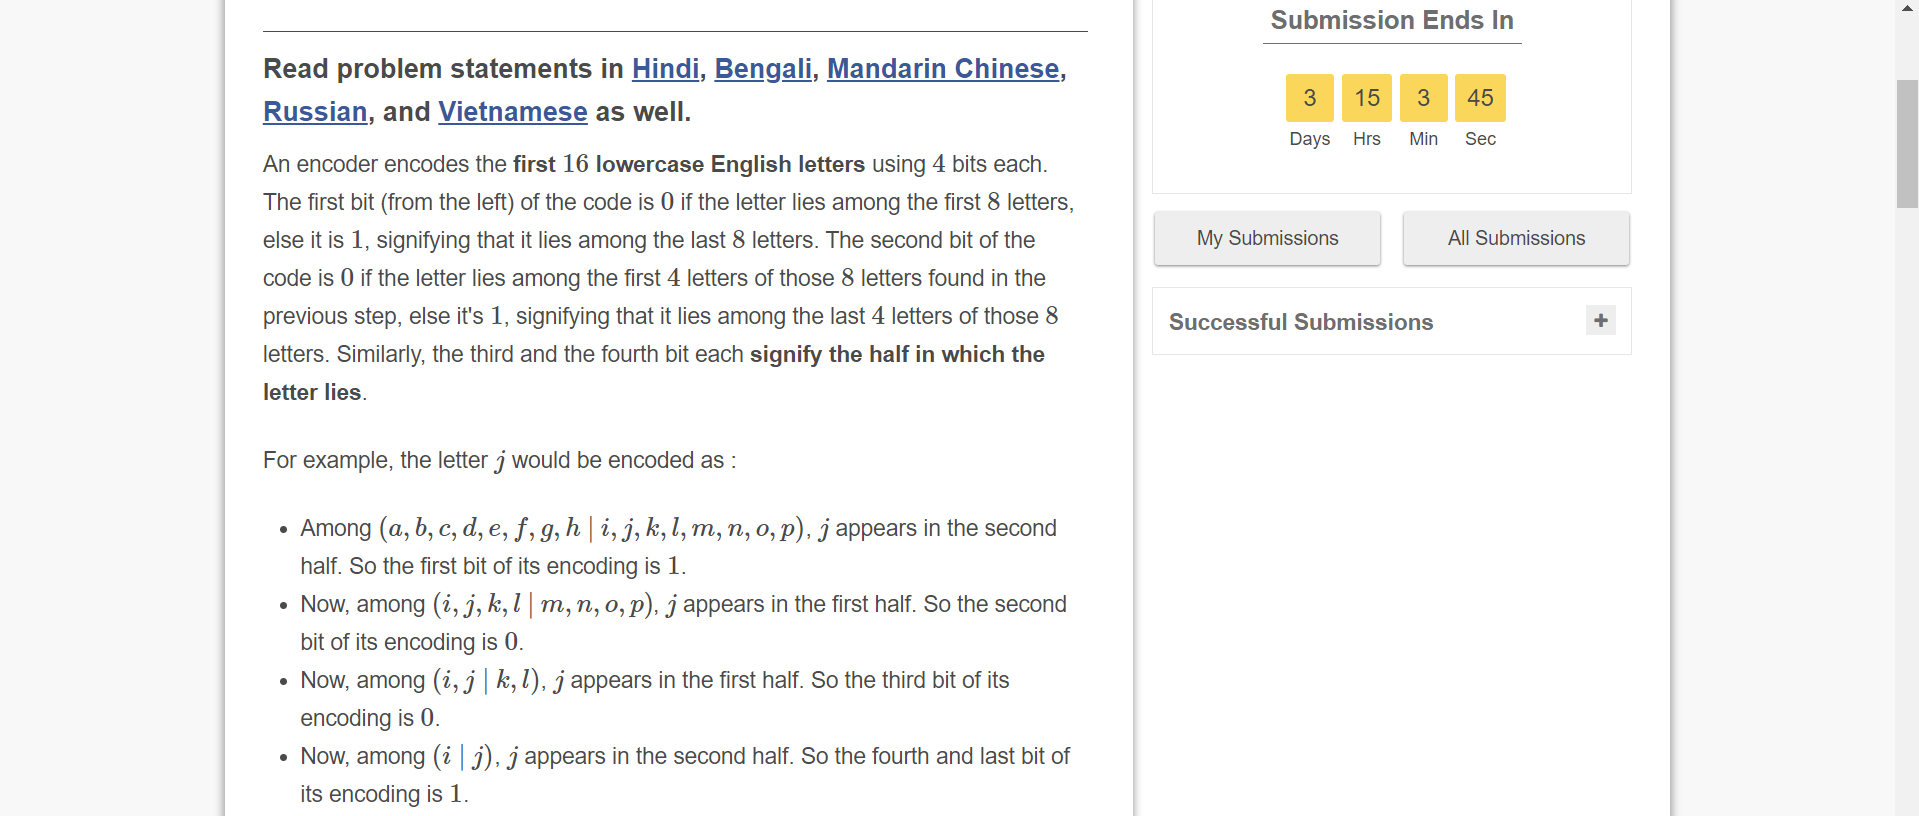 Read problem statements in Hindi, Bengali, Mandarin Chinese,
Russian, and Vietnamese as well.
An encoder encodes the first 16 lowercase English letters using 4 bits each.
The first bit (from the left) of the code is 0 if the letter lies among the first 8 letters,
else it is 1, signifying that it lies among the last 8 letters. The second bit of the
code is 0 if the letter lies among the first 4 letters of those 8 letters found in the
previous step, else it's 1, signifying that it lies among the last 4 letters of those 8
letters. Similarly, the third and the fourth bit each signify the half in which the
letter lies.
For example, the letter j would be encoded as :
• Among (a, b, c, d, e, f, g, h | i, j, k, l, m, n, o, p), j appears in the second
half. So the first bit of its encoding is 1.
• Now, among (i, j, k, l | m, n, o, p), j appears in the first half. So the second
bit of its encoding is 0.
• Now, among (i, j | k, l), j appears in the first half. So the third bit of its
encoding is 0.
• Now, among (i | j), j appears in the second half. So the fourth and last bit of
its encoding is 1.
Submission Ends In
3 15 3 45
Days Hrs Min Sec
My Submissions All Submissions
Successful Submissions +